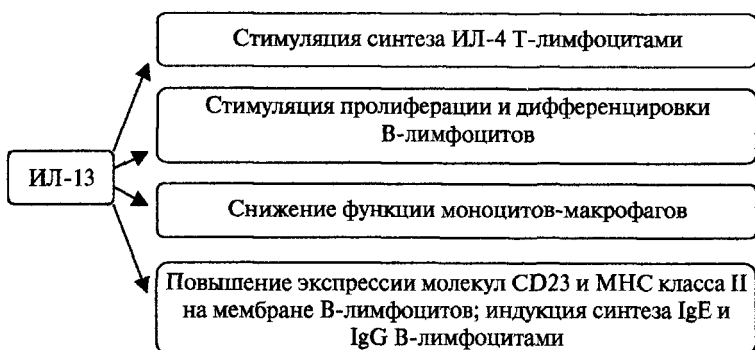 Стимуляция синтеза ИЛ-4 Т-лимфоцитами
Стимуляция пролиферации и дифференцировки
В-лимфоцитов
ИЛ-13
Снижение функции моноцитов-макрофагов
Повышение экспрессии молекул CD23 и МНС класса II
на мембране В-лимфоцитов; индукция синтеза IgE и
IgG В-лимфоцитами